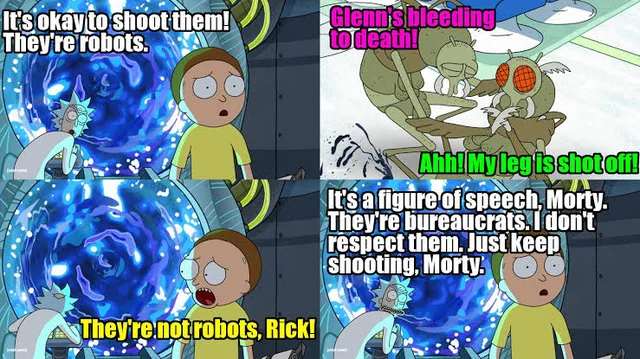 It's okay to shoot them!
They're robots.
Glenn's bleeding
to death!
Ahh! My leg is shot off!
They're not robots, Rick!
It's a figure of speech, Morty.
They're bureaucrats. I don't
respect them. Just keep
shooting, Morty.